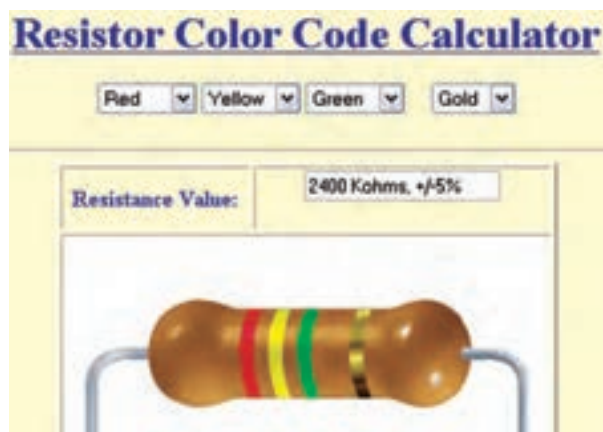 Resistor Color Code Calculator
Red Yellow Green Gold
Resistance Value: 2400 Kohms, +/-5%